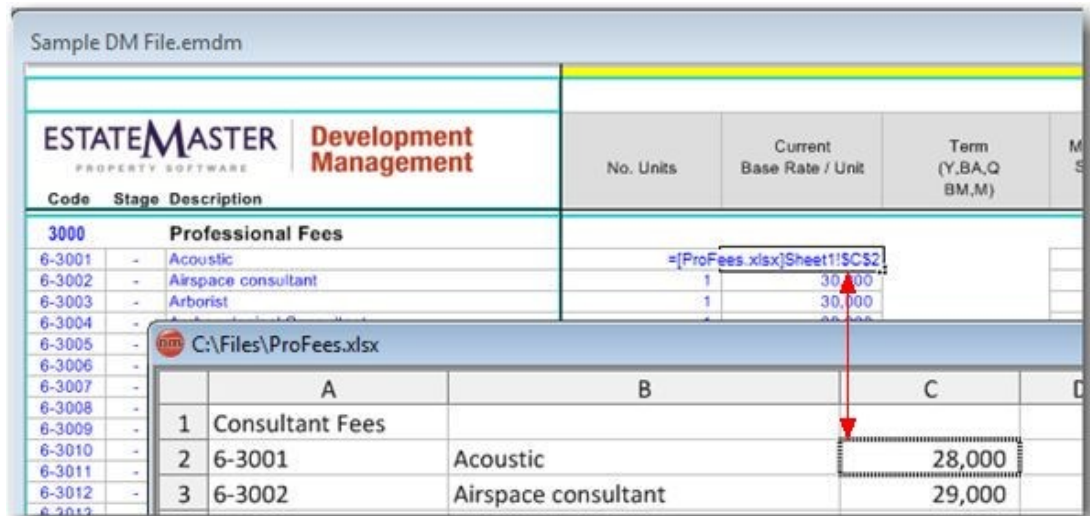 Sample DM File.emdm
ESTATEMASTER
PROPERTY SOFTWARE
Development
Management
No. Units
Current
Base Rate / Unit
Term
(Y,BA,Q
BM,M)
M
S
Code Stage Description
3000 Professional Fees
6-3001 - Acoustic =[ProFees.xlsx]Sheet1!$C$2
6-3002 - Airspace consultant 1 30,000
6-3003 - Arborist 1 30,000
6-3004 -
6-3005 -
6-3006 -
6-3007 -
6-3008 -
6-3009 -
6-3010 -
6-3011 -
6-3012 -
6-3013
nm C:\Files\ProFees.xlsx
A B C D
1 Consultant Fees
2 6-3001 Acoustic 28,000
3 6-3002 Airspace consultant 29,000